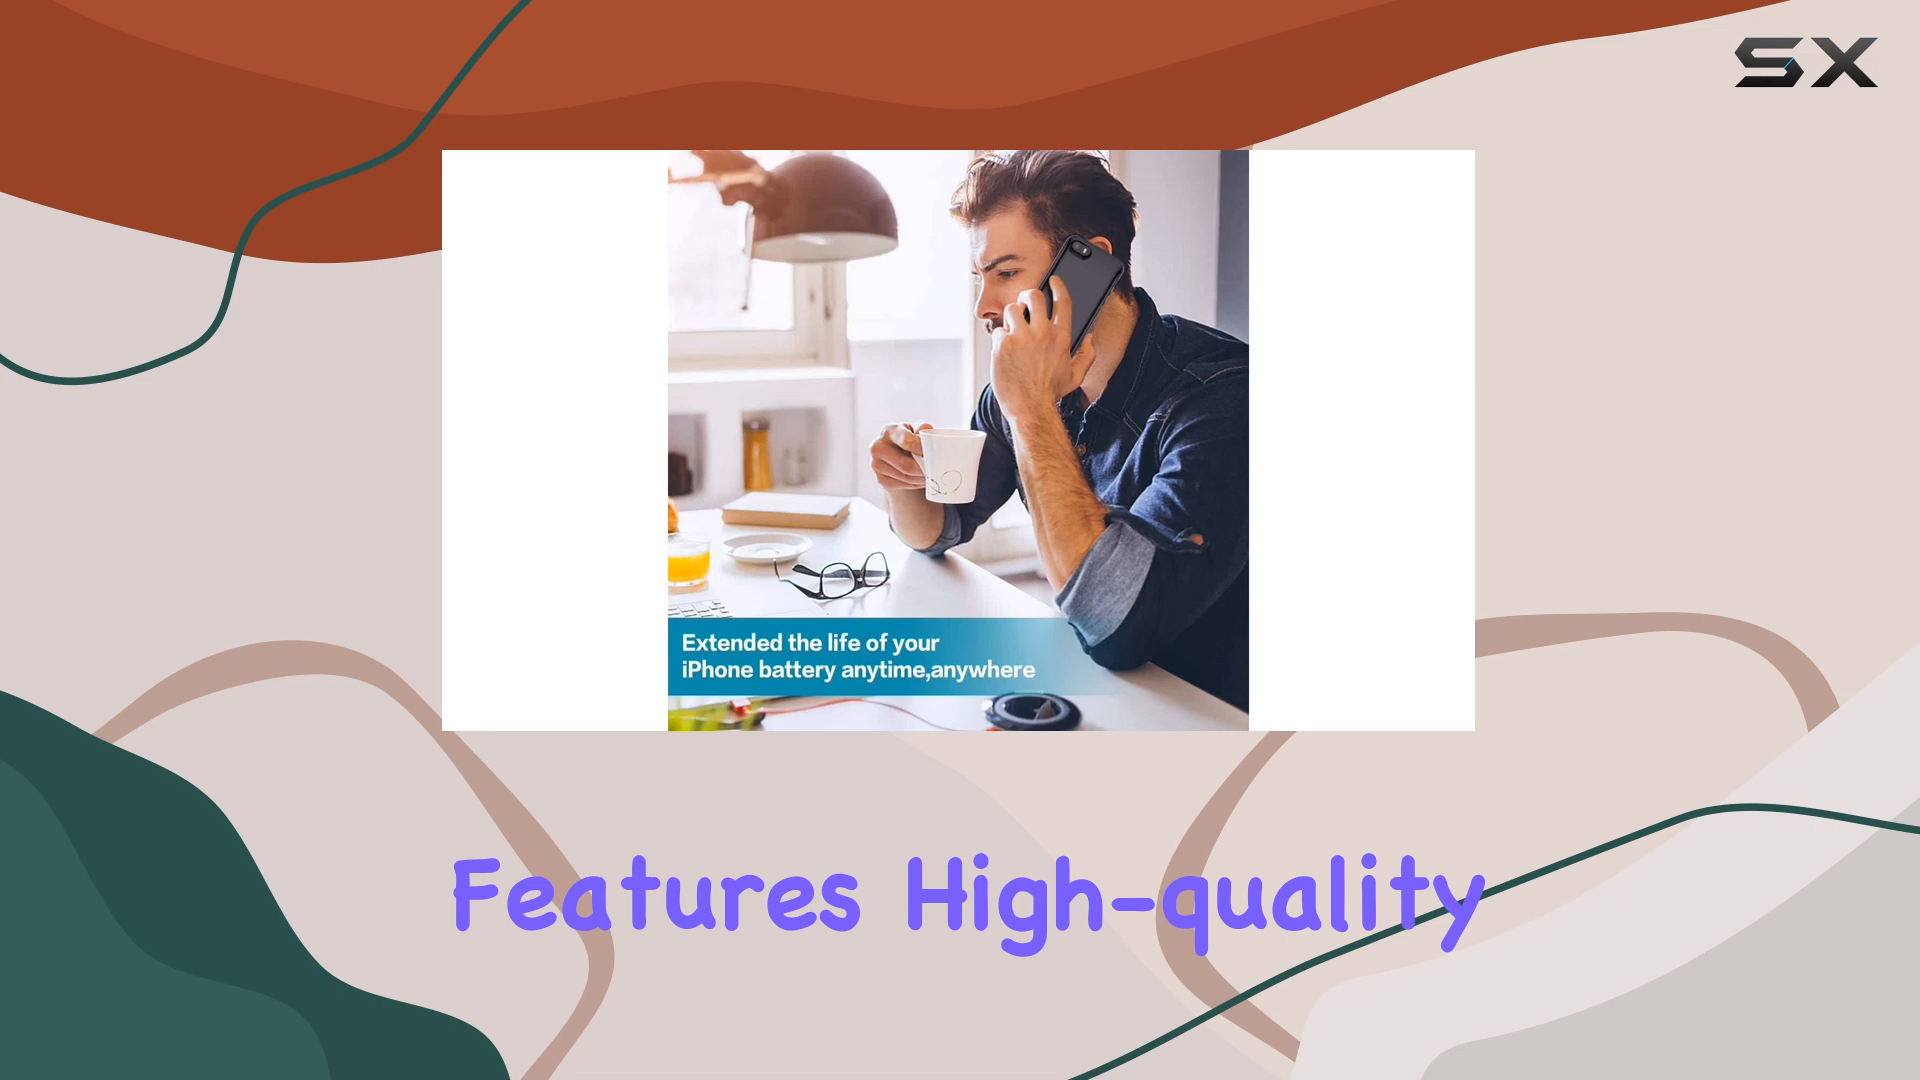 SX
Extended the life of your
iPhone battery anytime,anywhere
Features High-quality